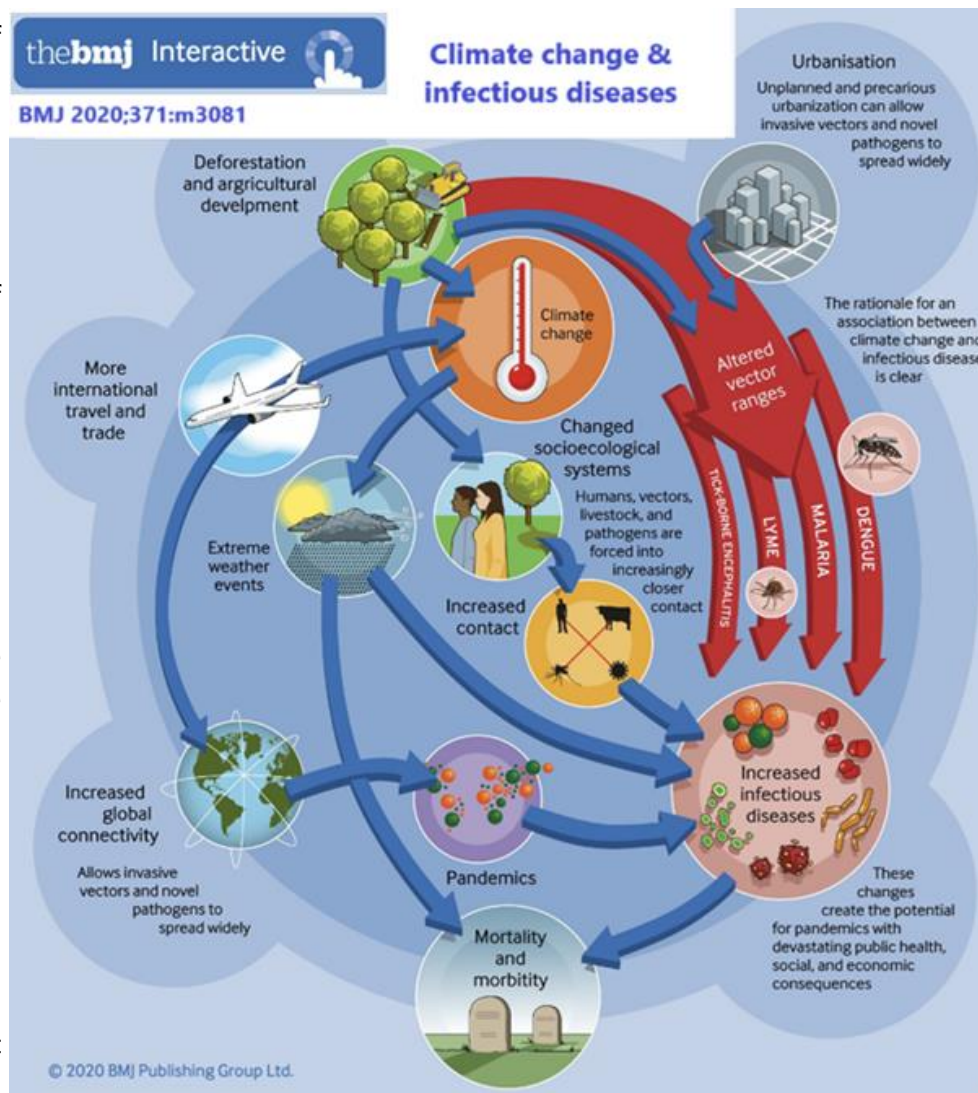 thebmj Interactive
BMJ 2020;371:m3081
Climate change &
infectious diseases
Urbanisation
Unplanned and precarious
urbanization can allow
invasive vectors and novel
pathogens to
spread widely
Deforestation
and argricultural
develpment
Climate
change
The rationale for an
association between
climate change and
infectious disease
is clear
More
international
travel and
trade
Altered
vector
ranges
Changed
socioecological
systems
Humans, vectors,
livestock, and
pathogens are
forced into
increasingly
closer
contact
TICK-BORNE ENCEPHALITIS
LYME
MALARIA
DENGUE
Extreme
weather
events
Increased
contact
Increased
global
connectivity
Allows invasive
vectors and novel
pathogens to
spread widely
Pandemics
Increased
infectious
diseases
These
changes
create the potential
for pandemics with
devastating public health,
social, and economic
consequences
Mortality
and
morbitity
© 2020 BMJ Publishing Group Ltd.